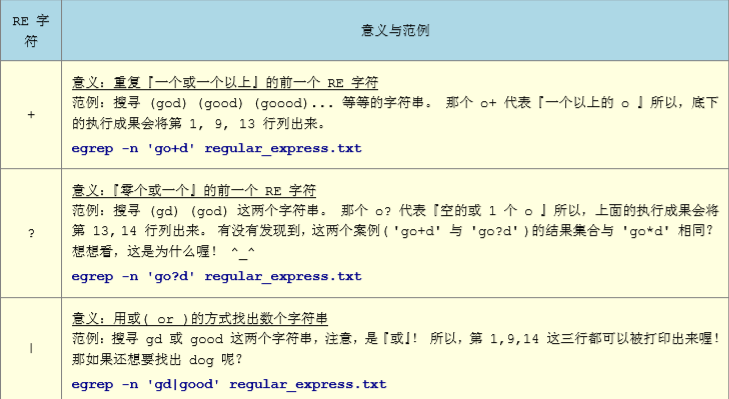 RE 字符
意义与范例
+
意义：重复『一个或一个以上』的前一个 RE 字符
范例：搜寻 (god) (good) (goood)... 等等的字符串。 那个 o+ 代表『一个以上的 o 』所以，底下
的执行成果会将第 1, 9, 13 行列出来。
egrep -n 'go+d' regular_express.txt
?
意义：『零个或一个』的前一个 RE 字符
范例：搜寻 (gd) (god) 这两个字符串。 那个 o? 代表『空的或 1 个 o 』所以，上面的执行成果会将
第 13,14 行列出来。 有没有发现到，这两个案例( 'go+d' 与 'go?d' )的结果集合与 'go*d' 相同？
想想看，这是为什么喔！ ^_^
egrep -n 'go?d' regular_express.txt
|
意义：用或( or )的方式找出数个字符串
范例：搜寻 gd 或 good 这两个字符串，注意，是『或』！ 所以，第 1,9,14 这三行都可以被打印出来喔！
那如果还想要找出 dog 呢？
egrep -n 'gd|good' regular_express.txt